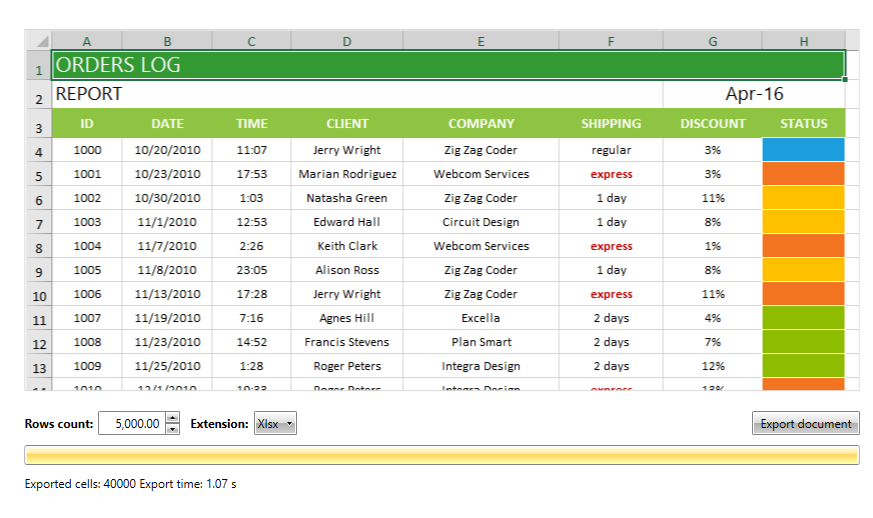 A B C D E F G H
1 ORDERS LOG
2 REPORT Apr-16
3 ID DATE TIME CLIENT COMPANY SHIPPING DISCOUNT STATUS
4 1000 10/20/2010 11:07 Jerry Wright Zig Zag Coder regular 3%
5 1001 10/23/2010 17:53 Marian Rodriguez Webcom Services express 3%
6 1002 10/30/2010 1:03 Natasha Green Zig Zag Coder 1 day 11%
7 1003 11/1/2010 12:53 Edward Hall Circuit Design 1 day 8%
8 1004 11/7/2010 2:26 Keith Clark Webcom Services express 1%
9 1005 11/8/2010 23:05 Alison Ross Zig Zag Coder 1 day 8%
10 1006 11/13/2010 17:28 Jerry Wright Zig Zag Coder express 11%
11 1007 11/19/2010 7:16 Agnes Hill Excella 2 days 4%
12 1008 11/23/2010 14:52 Francis Stevens Plan Smart 2 days 7%
13 1009 11/25/2010 1:28 Roger Peters Integra Design 2 days 12%
1010 12/1/2010 Roger Peters Integra Design express
Rows count: 5,000.00 Extension: Xlsx Export document
Exported cells: 40000 Export time: 1.07 s